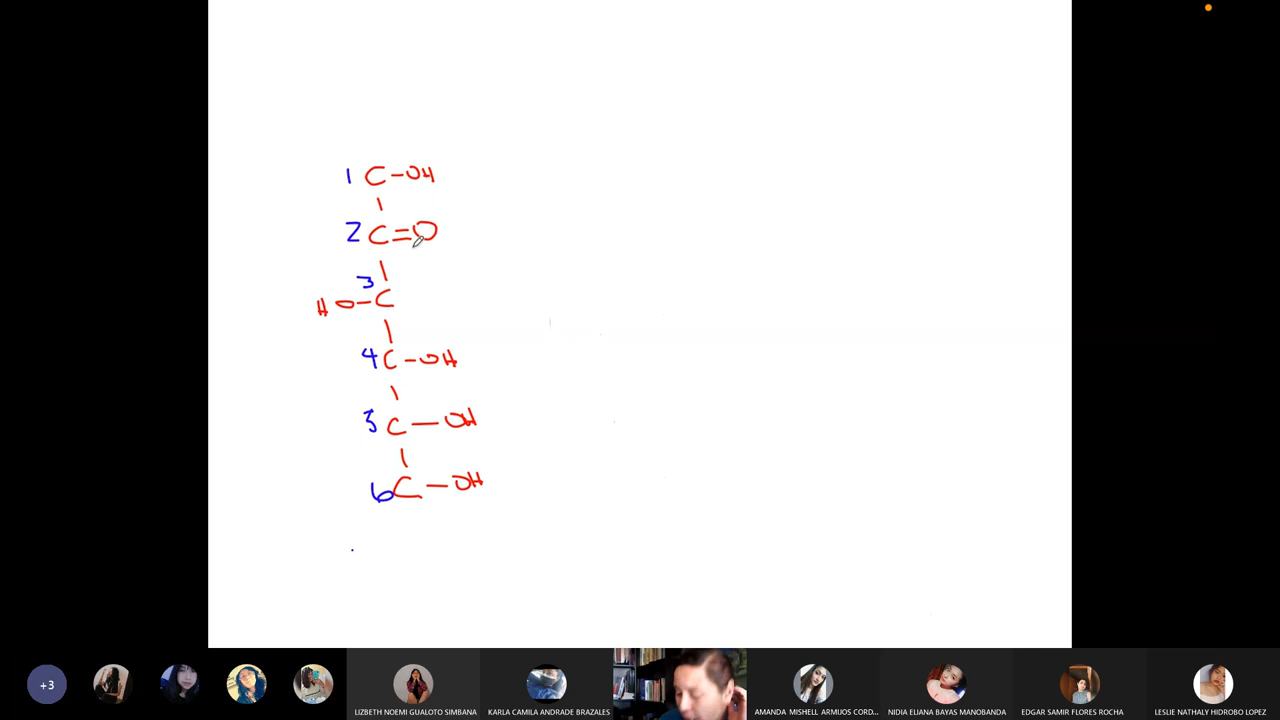 1 C-OH
2 C=O
3
HO-C
4 C-OH
5 C-OH
6 C-OH
+3
LIZBETH NOEMI GUALOTO SIMBANA
KARLA CAMILA ANDRADE BRAZALES
AMANDA MISHELL ARMIJOS CORD...
NIDIA ELIANA BAYAS MANOBANDA
EDGAR SAMIR FLORES ROCHA
LESLIE NATHALY HIDROBO LOPEZ